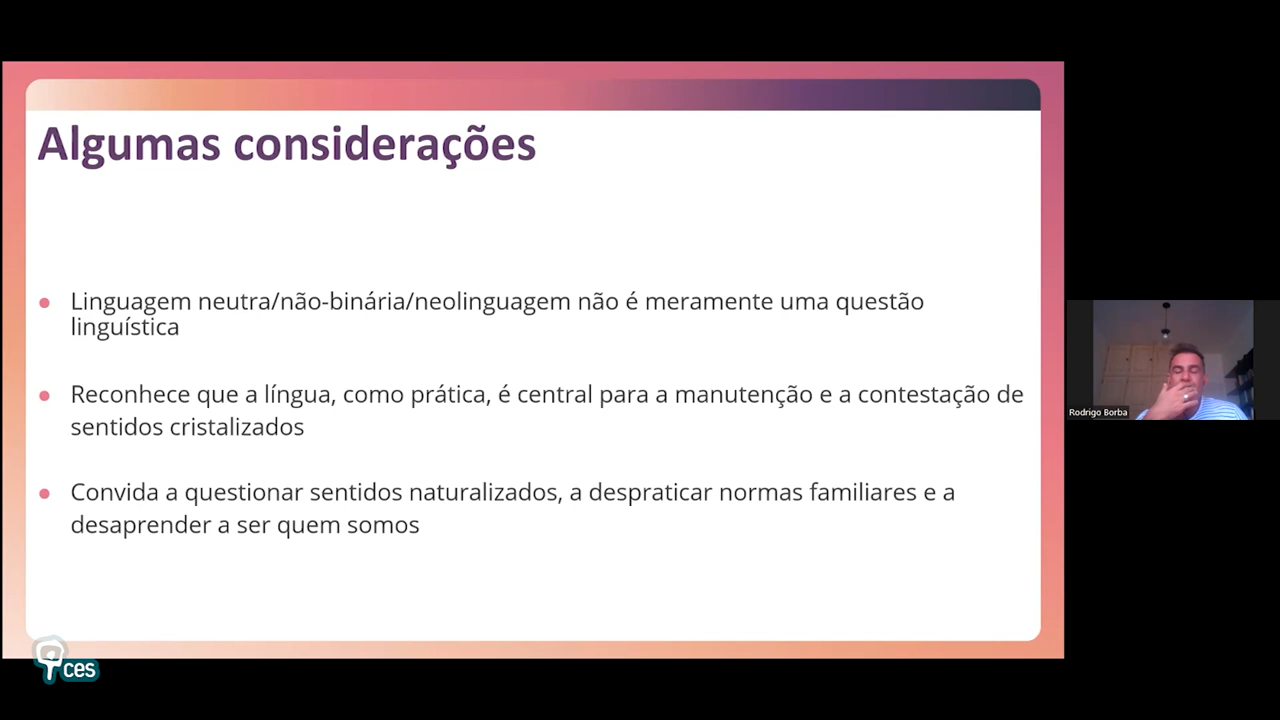 Algumas considerações
Linguagem neutra/não-binária/neolinguagem não é meramente uma questão
linguística
Reconhece que a língua, como prática, é central para a manutenção e a contestação de
sentidos cristalizados
Convida a questionar sentidos naturalizados, a despraticar normas familiares e a
desaprender a ser quem somos
Rodrigo Borba
ces